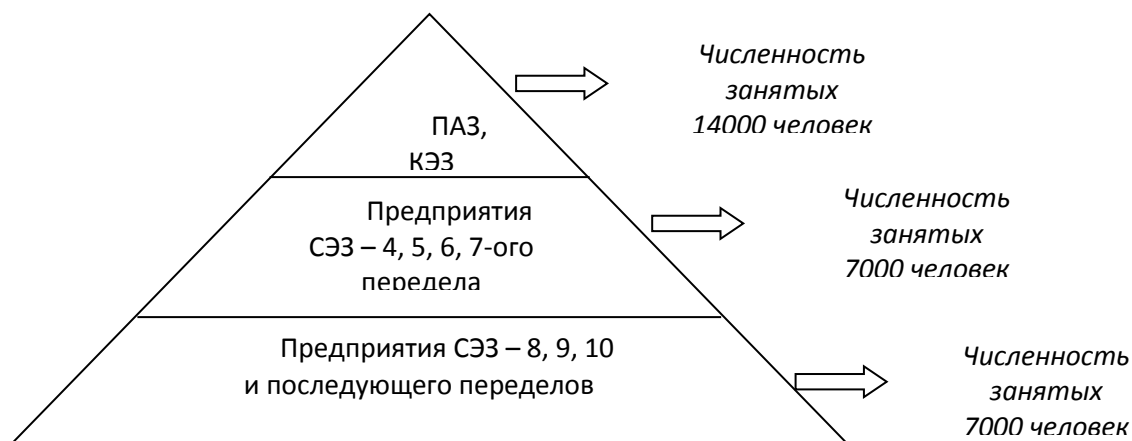 Численность
занятых
14000 человек
ПАЗ,
КЭЗ
Предприятия
СЭЗ – 4, 5, 6, 7-ого
передела
Численность
занятых
7000 человек
Предприятия СЭЗ – 8, 9, 10
и последующего переделов
Численность
занятых
7000 человек